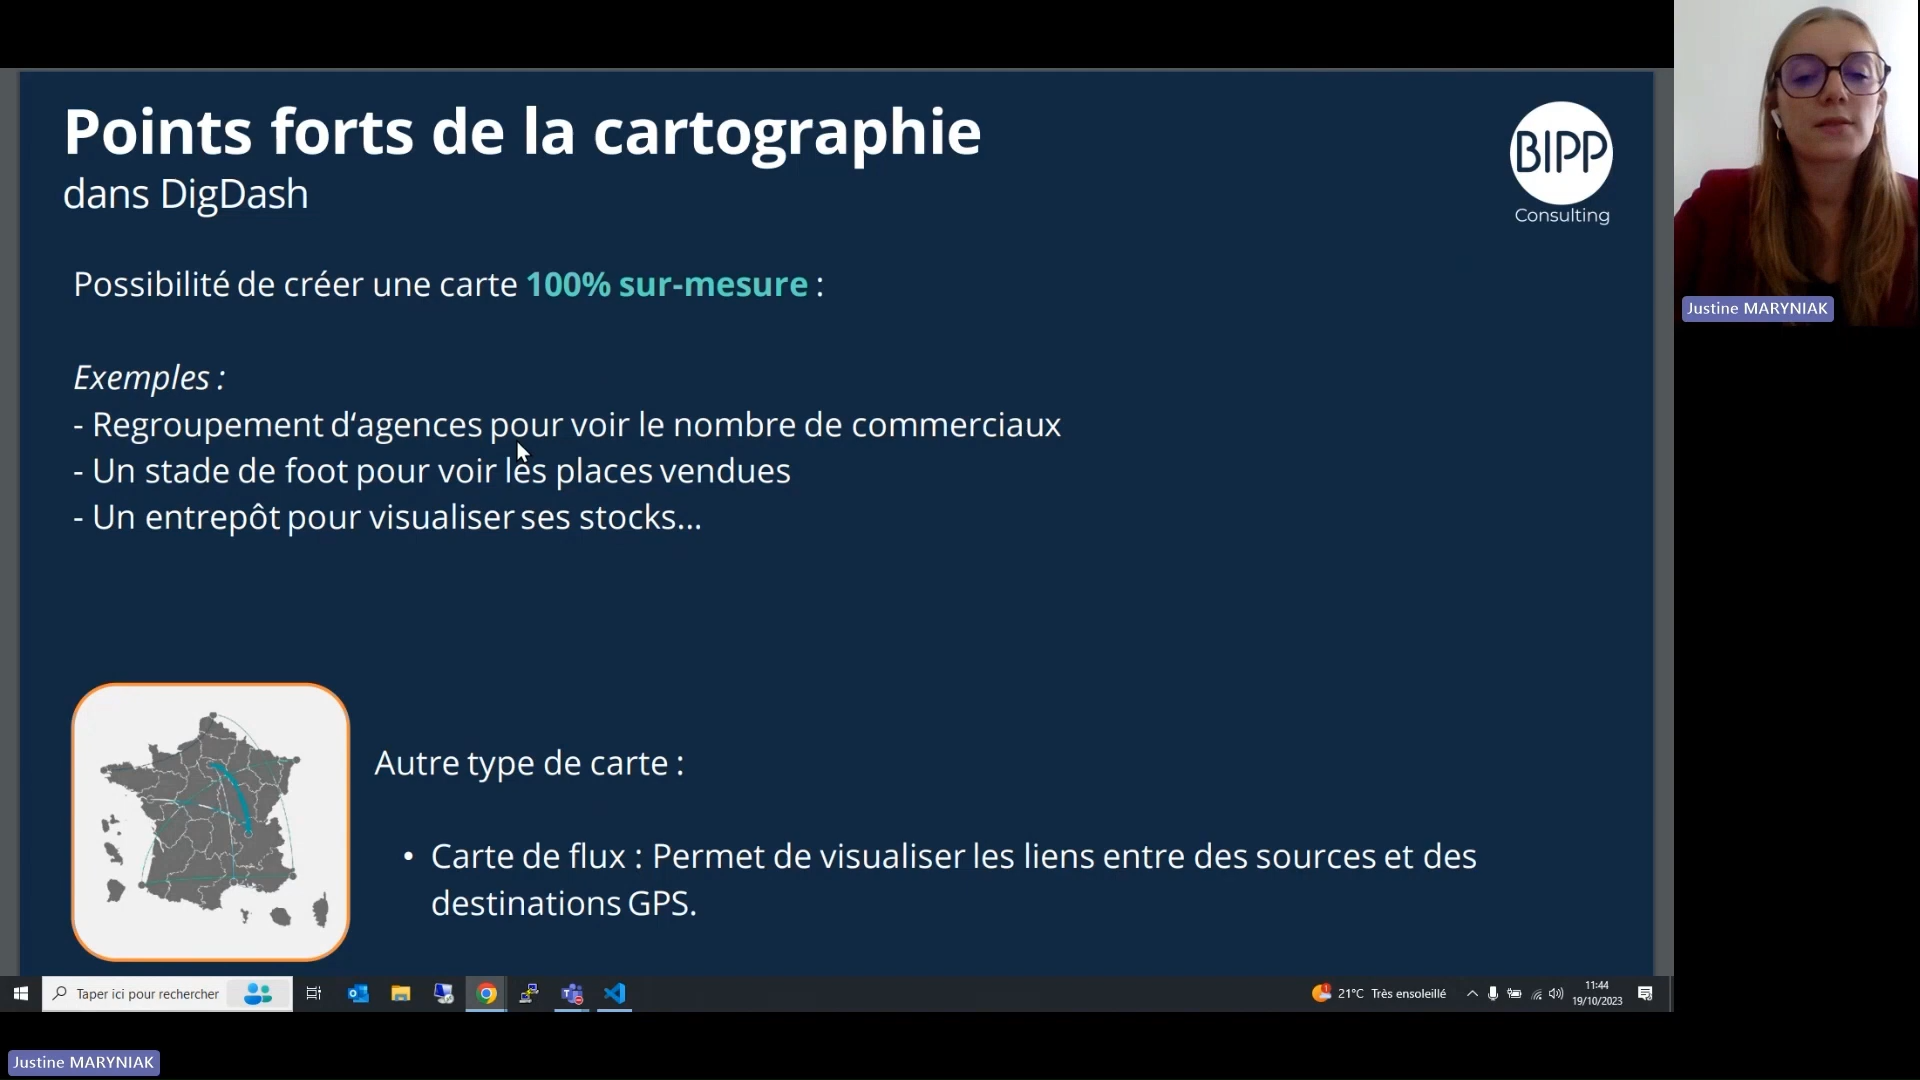 Points forts de la cartographie
dans DigDash
BIPP
Consulting
Possibilité de créer une carte 100% sur-mesure :
Exemples :
- Regroupement d‘agences pour voir le nombre de commerciaux
- Un stade de foot pour voir les places vendues
- Un entrepôt pour visualiser ses stocks...
Autre type de carte :
• Carte de flux : Permet de visualiser les liens entre des sources et des
destinations GPS.
Justine MARYNIAK
Taper ici pour rechercher
21°C Très ensoleillé
11:44
19/10/2023
Justine MARYNIAK